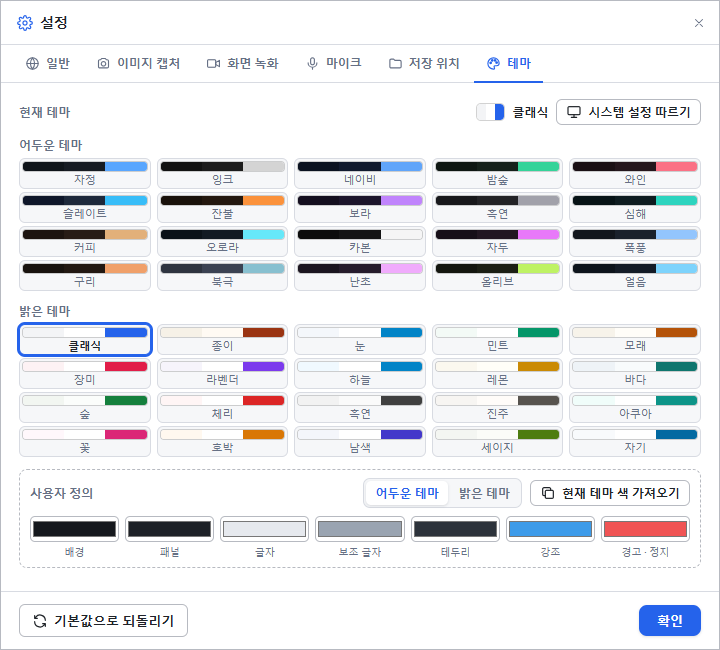 설정
일반 이미지 캡처 화면 녹화 마이크 저장 위치 테마
현재 테마 클래식 시스템 설정 따르기
어두운 테마
자정 잉크 네이비 밤숲 와인
슬레이트 잔불 보라 흑연 심해
커피 오로라 카본 자두 폭풍
구리 북극 난초 올리브 얼음
밝은 테마
클래식 종이 눈 민트 모래
장미 라벤더 하늘 레몬 바다
숲 체리 흑연 진주 아쿠아
꽃 호박 남색 세이지 자기
사용자 정의 어두운 테마 밝은 테마 현재 테마 색 가져오기
배경 패널 글자 보조 글자 테두리 강조 경고 · 정지
기본값으로 되돌리기 확인